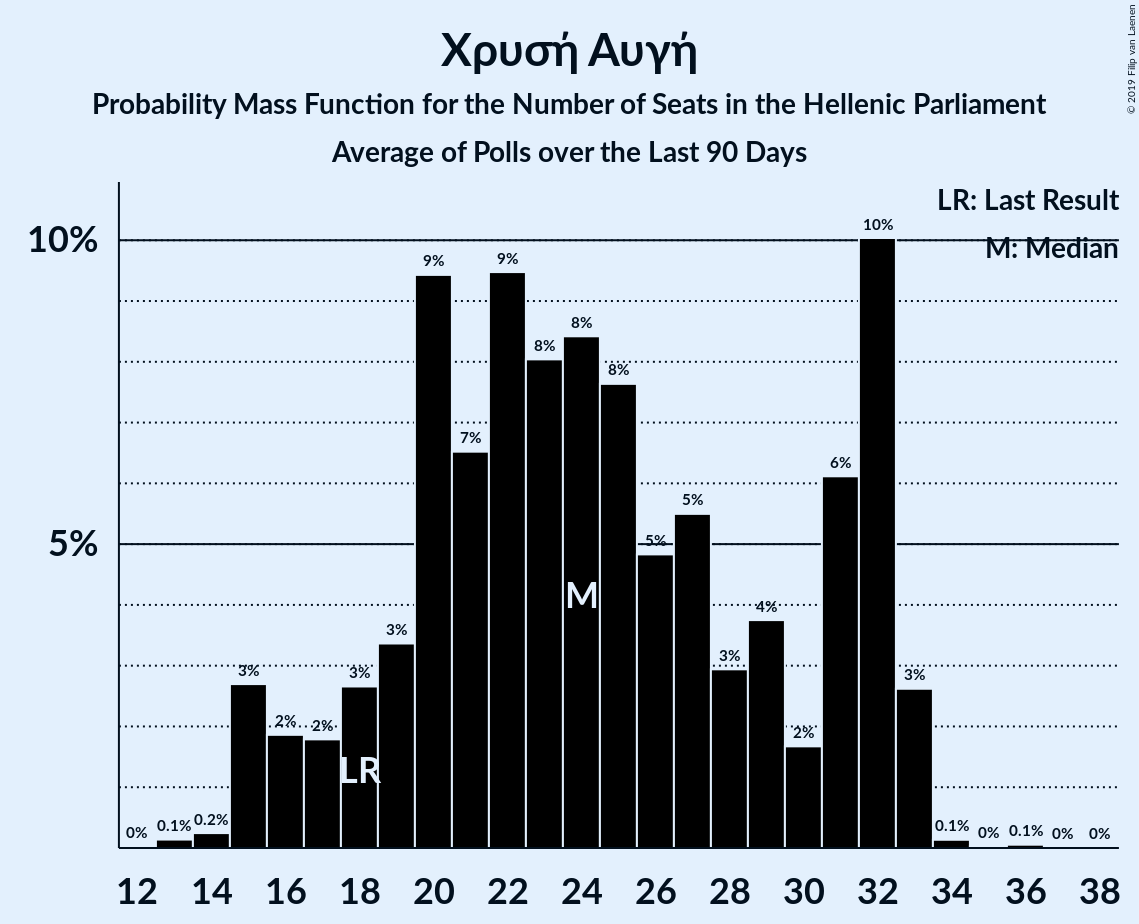 © 2019 Filip van Laenen
Χρυσή Αυγή
Probability Mass Function for the Number of Seats in the Hellenic Parliament
Average of Polls over the Last 90 Days
LR: Last Result
M: Median
10%
5%
0% 0.1% 0.2% 3% 2% 2% 3% 3% 9% 7% 9% 8% 8% 8% 5% 5% 3% 4% 2% 6% 10% 3% 0.1% 0% 0.1% 0% 0%
M
LR
12 14 16 18 20 22 24 26 28 30 32 34 36 38